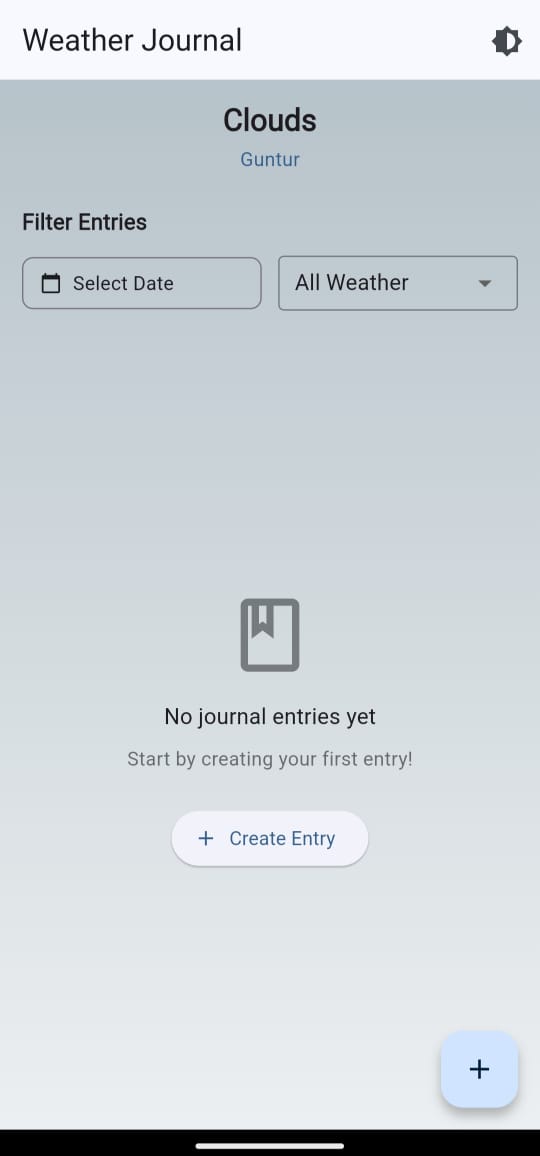 Weather Journal
Clouds
Guntur
Filter Entries
Select Date
All Weather
No journal entries yet
Start by creating your first entry!
+ Create Entry
+